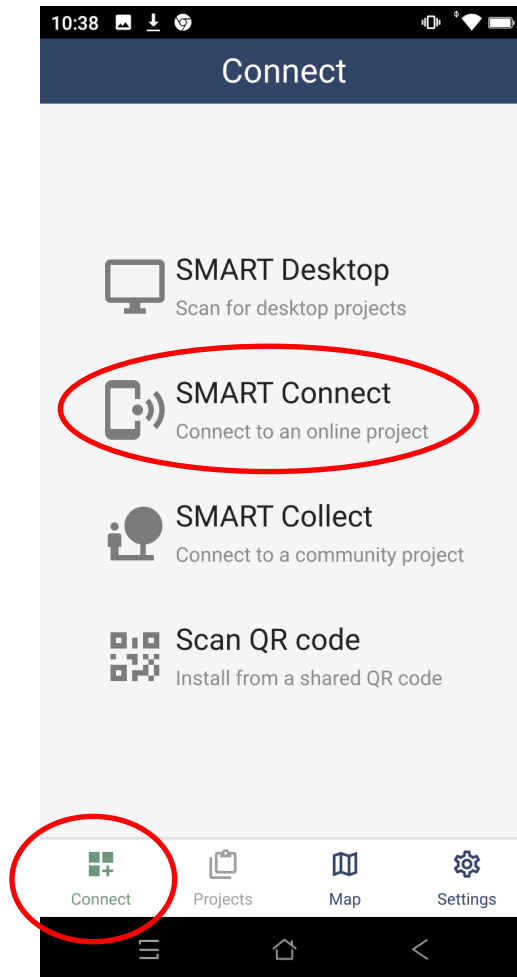 10:38
Connect
SMART Desktop
Scan for desktop projects
SMART Connect
Connect to an online project
SMART Collect
Connect to a community project
Scan QR code
Install from a shared QR code
Connect Projects Map Settings